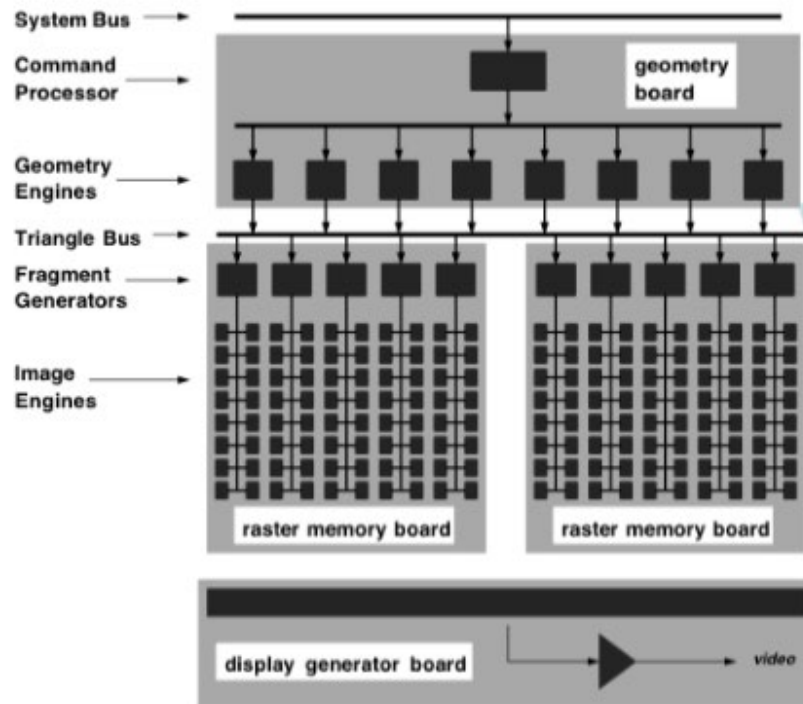 System Bus
Command
Processor
geometry
board
Geometry
Engines
Triangle Bus
Fragment
Generators
Image
Engines
raster memory board
raster memory board
display generator board
video